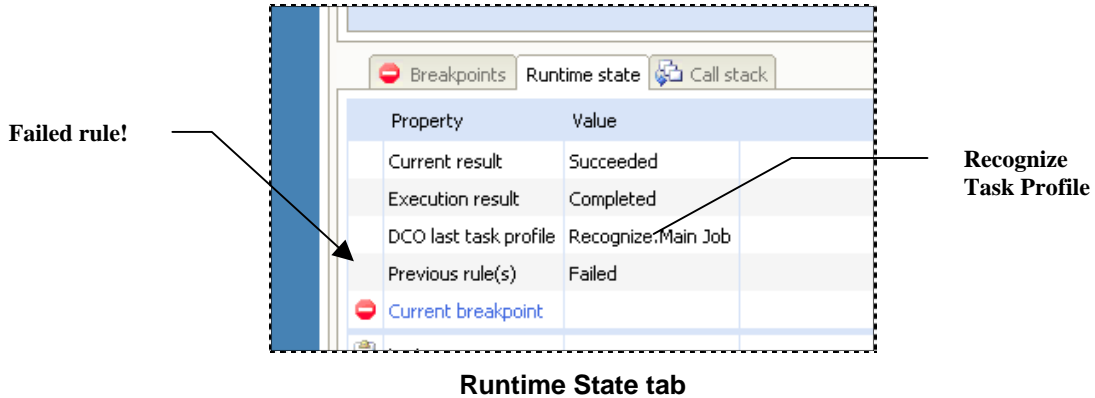 Breakpoints Runtime state Call stack
Property Value
Failed rule!
Current result Succeeded
Recognize
Task Profile
Execution result Completed
DCO last task profile Recognize:Main Job
Previous rule(s) Failed
Current breakpoint
Runtime State tab